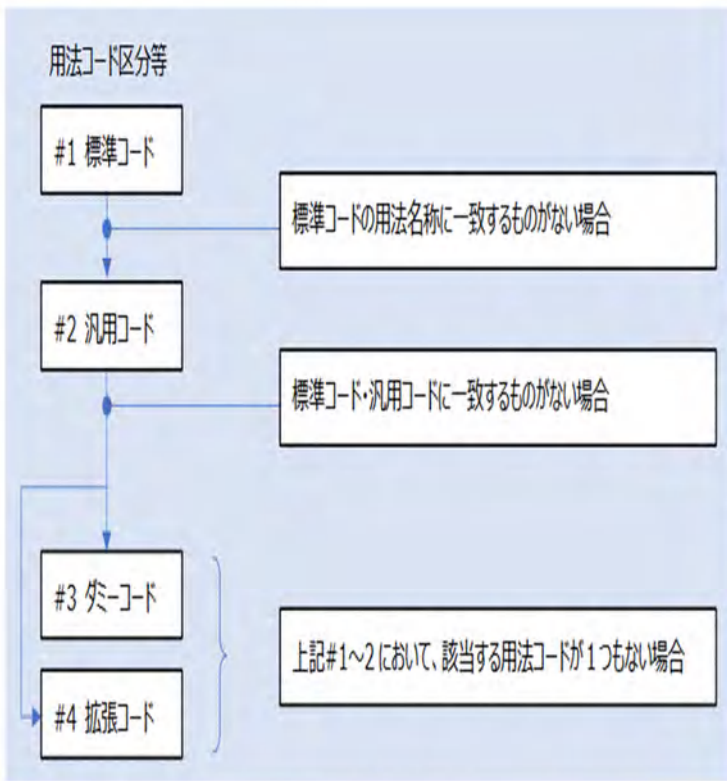 用法コード区分等
#1 標準コード
標準コードの用法名称に一致するものがない場合
#2 汎用コード
標準コード・汎用コードに一致するものがない場合
#3 ダミーコード
上記#1～2において、該当する用法コードが1つもない場合
#4 拡張コード